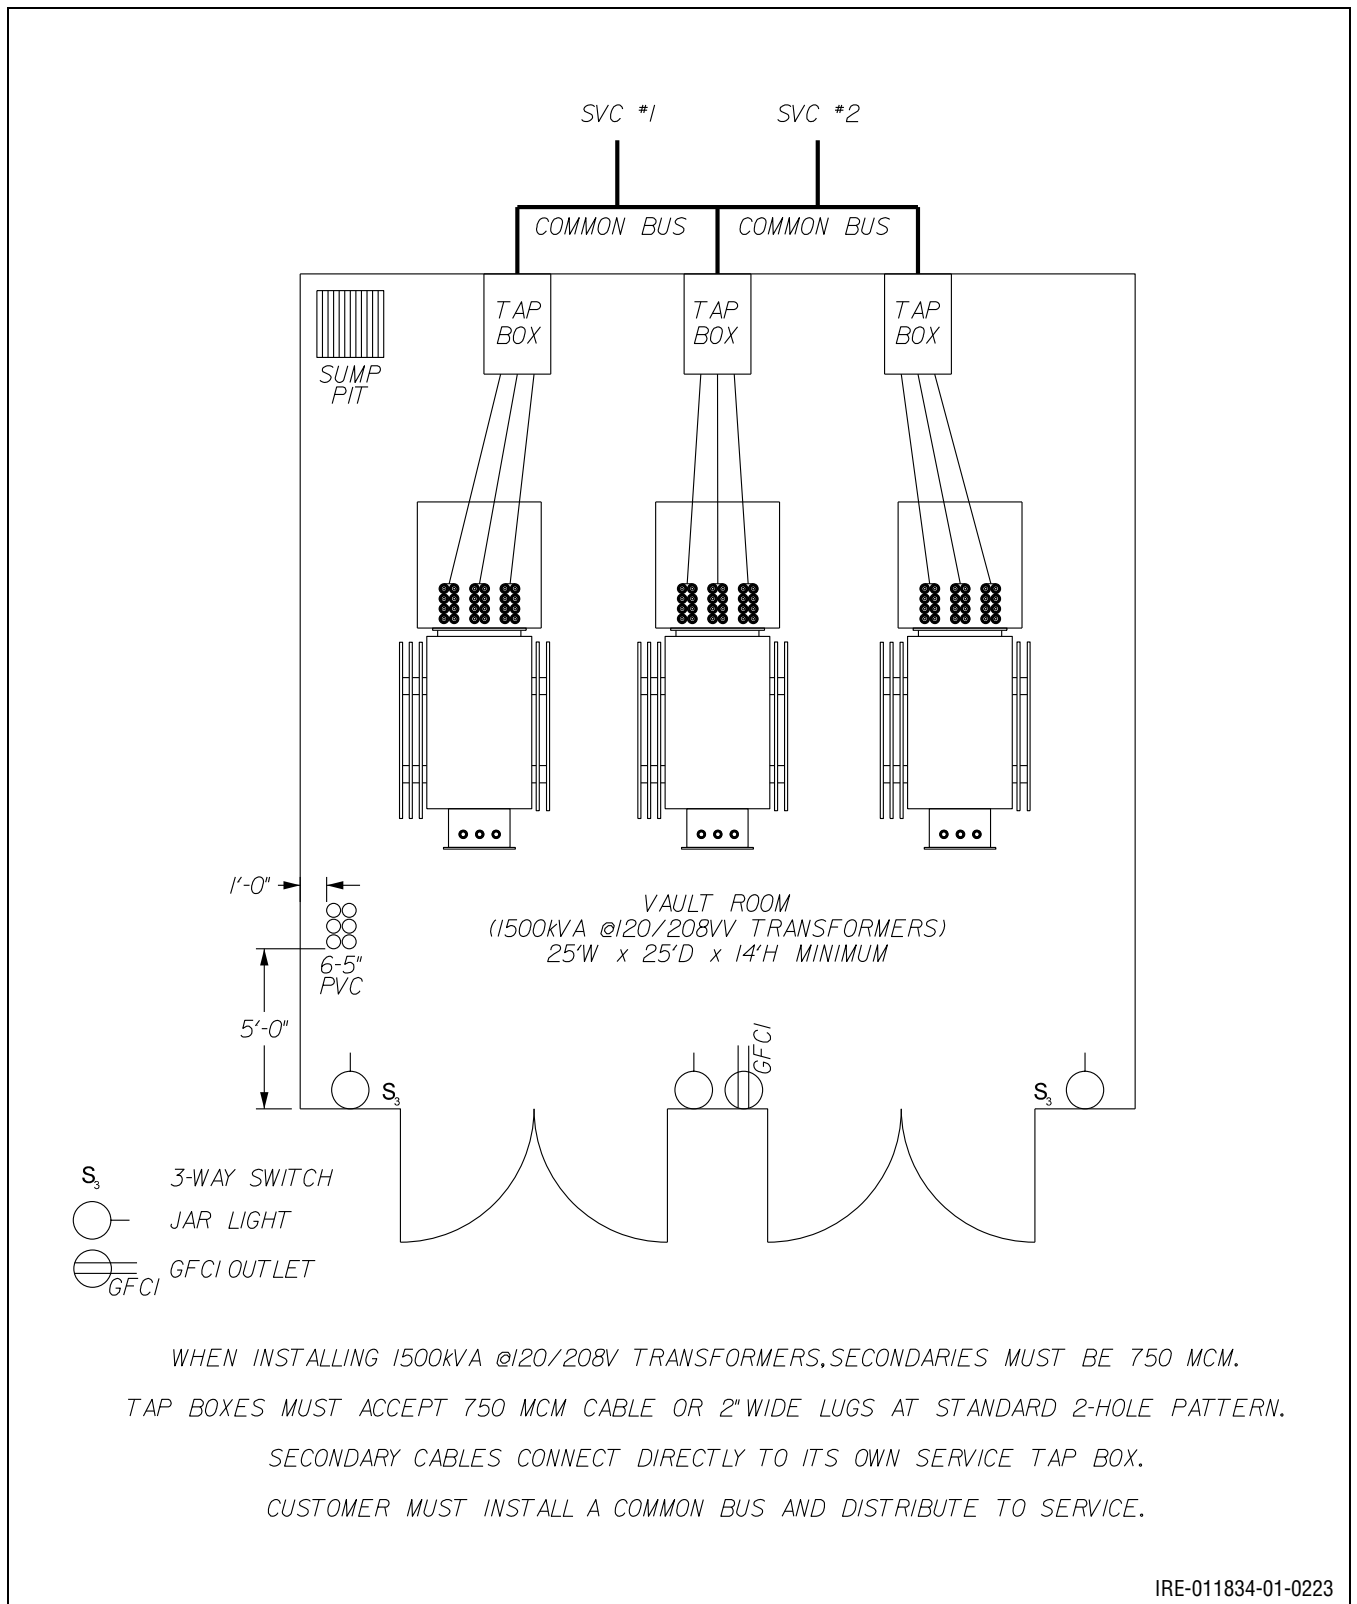 SVC #1 SVC #2
COMMON BUS COMMON BUS
TAP BOX
TAP BOX
TAP BOX
SUMP
PIT
1'-0"
VAULT ROOM
(1500kVA @120/208VV TRANSFORMERS)
25'W x 25'D x 14'H MINIMUM
6-5"
PVC
5'-0"
GFCI
S3
S3
S3 3-WAY SWITCH
JAR LIGHT
GFCI GFCI OUTLET
WHEN INSTALLING 1500kVA @120/208V TRANSFORMERS,SECONDARIES MUST BE 750 MCM.
TAP BOXES MUST ACCEPT 750 MCM CABLE OR 2" WIDE LUGS AT STANDARD 2-HOLE PATTERN.
SECONDARY CABLES CONNECT DIRECTLY TO ITS OWN SERVICE TAP BOX.
CUSTOMER MUST INSTALL A COMMON BUS AND DISTRIBUTE TO SERVICE.
IRE-011834-01-0223